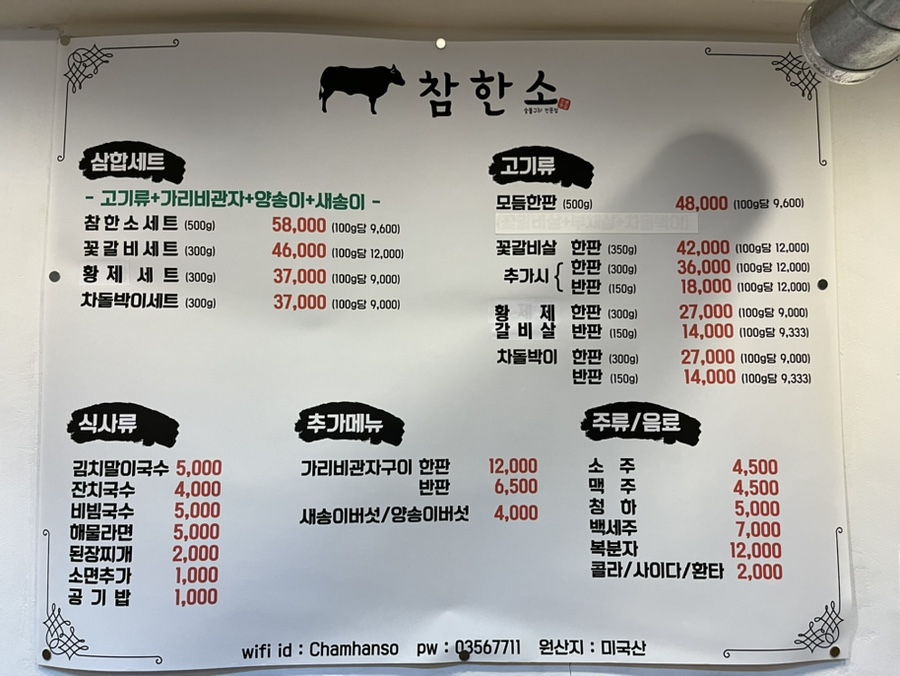 참한소
숯불구이 전문점
삼합세트
- 고기류+가리비관자+양송이+새송이 -
참한소세트 (500g) 58,000 (100g당 9,600)
꽃갈비세트 (300g) 46,000 (100g당 12,000)
황제 세트 (300g) 37,000 (100g당 9,000)
차돌박이세트 (300g) 37,000 (100g당 9,000)
고기류
모듬한판 (500g) 48,000 (100g당 9,600)
꽃갈비살 한판 (350g) 42,000 (100g당 12,000)
추가시 { 한판 (300g) 36,000 (100g당 12,000)
반판 (150g) 18,000 (100g당 12,000)
황제 한판 (300g) 27,000 (100g당 9,000)
갈비살 반판 (150g) 14,000 (100g당 9,333)
차돌박이 한판 (300g) 27,000 (100g당 9,000)
반판 (150g) 14,000 (100g당 9,333)
식사류
김치말이국수 5,000
잔치국수 4,000
비빔국수 5,000
해물라면 5,000
된장찌개 2,000
소면추가 1,000
공기밥 1,000
추가메뉴
가리비관자구이 한판 12,000
반판 6,500
새송이버섯/양송이버섯 4,000
주류/음료
소주 4,500
맥주 4,500
청하 5,000
백세주 7,000
복분자 12,000
콜라/사이다/환타 2,000
wifi id : Chamhanso pw : 03567711 원산지 : 미국산